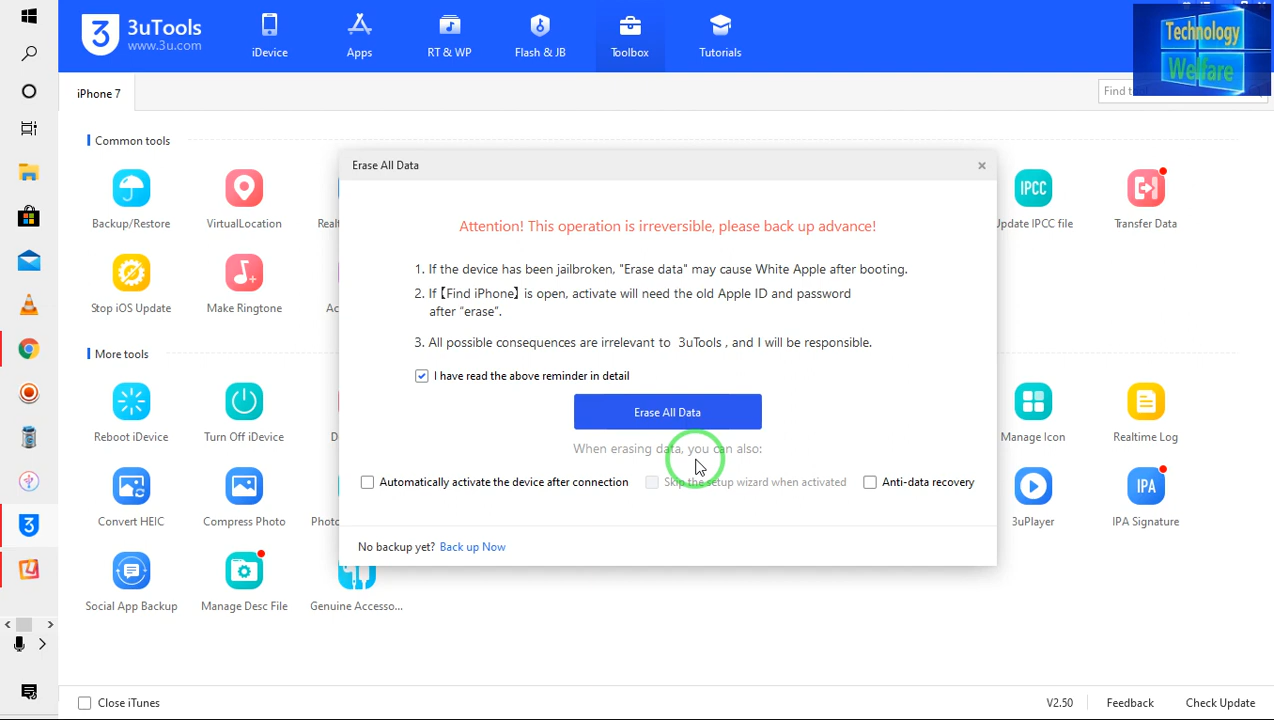 3 3uTools
www.3u.com
iDevice
Apps
RT & WP
Flash & JB
Toolbox
Tutorials
Technology
Welfare
iPhone 7
Find
Common tools
Backup/Restore
VirtualLocation
IPCC
Update IPCC file
Transfer Data
Stop iOS Update
Make Ringtone
More tools
Reboot iDevice
Turn Off iDevice
Manage Icon
Realtime Log
Convert HEIC
Compress Photo
3uPlayer
IPA
IPA Signature
Social App Backup
Manage Desc File
Genuine Accesso...
Erase All Data
×
Attention! This operation is irreversible, please back up advance!
1. If the device has been jailbroken, "Erase data" may cause White Apple after booting.
2. If【Find iPhone】is open, activate will need the old Apple ID and password
after "erase".
3. All possible consequences are irrelevant to 3uTools , and I will be responsible.
I have read the above reminder in detail
Erase All Data
When erasing data, you can also:
Automatically activate the device after connection
Skip the setup wizard when activated
Anti-data recovery
No backup yet? Back up Now
Close iTunes
V2.50
Feedback
Check Update